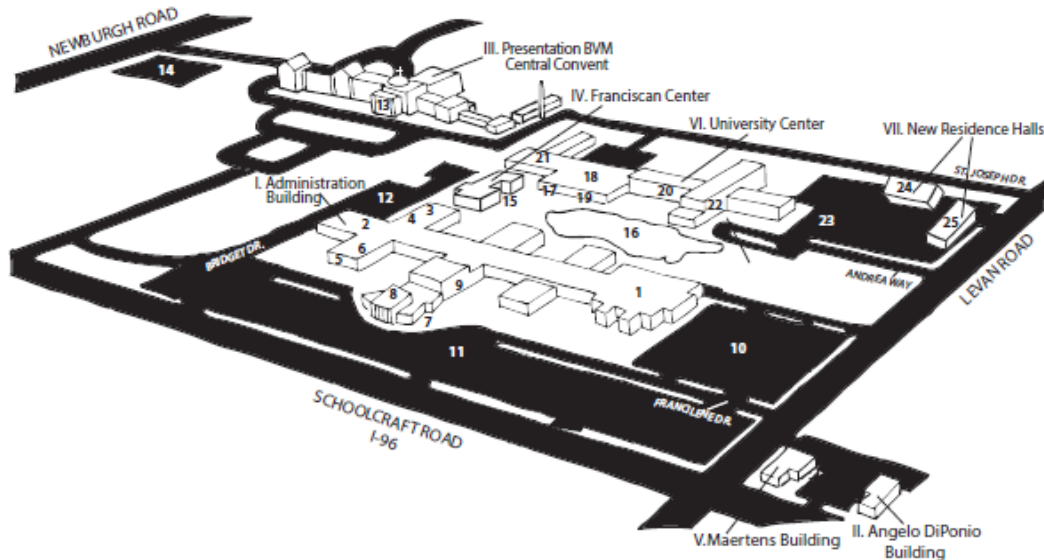 NEWBURGH ROAD
14
III. Presentation BVM
Central Convent
13
IV. Franciscan Center
VI. University Center
VII. New Residence Halls
21
18
ST. JOSEPH DR.
24
20
17
19
15
22
I. Administration
Building
12
2
3
4
16
23
25
6
5
BRIDGET DR.
ANDREA WAY
LEVAN ROAD
9
8
7
1
11
10
FRANCLENE DR.
SCHOOLCRAFT ROAD
I-96
V. Maertens Building
II. Angelo DiPonio
Building